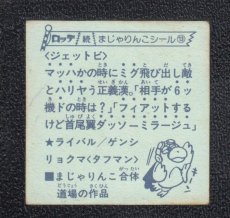 ロッテ 続 まじゃりんこシール⑲
〈ジェットビ〉
マッハかの時にミグ飛び出し敵
とハリヤう正義漢。「相手が6ッ
機ドの時は?」「フィアットする
けど首尾翼ダッソーミラージュ」
★ライバル/ゲンシ
リョクマ〈タフマン〉
■まじゃりんこ合体
道場の作品